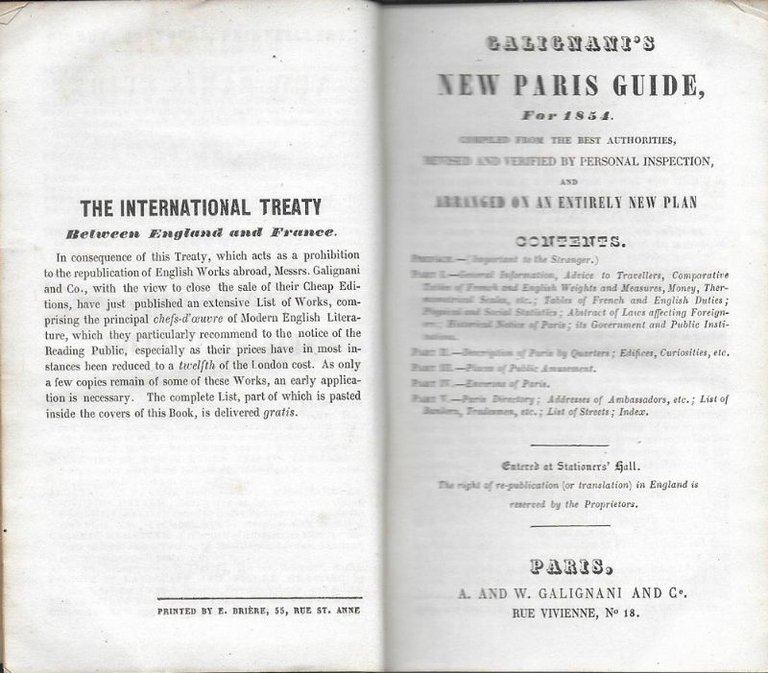 THE INTERNATIONAL TREATY
Between England and France.
In consequence of this Treaty, which acts as a prohibition
to the republication of English Works abroad, Messrs. Galignani
and Co., with the view to close the sale of their Cheap Edi-
tions, have just published an extensive List of Works, com-
prising the principal chefs-d'œuvre of Modern English Litera-
ture, which they particularly recommend to the notice of the
Reading Public, especially as their prices have in most in-
stances been reduced to a twelfth of the London cost. As only
a few copies remain of some of these Works, an early applica-
tion is necessary. The complete List, part of which is pasted
inside the covers of this Book, is delivered gratis.
PRINTED BY E. BRIÈRE, 55, RUE ST. ANNE
GALIGNANI'S
NEW PARIS GUIDE,
For 1854.
COMPILED FROM THE BEST AUTHORITIES,
REVISED AND VERIFIED BY PERSONAL INSPECTION,
AND
ARRANGED ON AN ENTIRELY NEW PLAN
CONTENTS.
PREFACE.—(Important to the Stranger.)
PART I.—General Information, Advice to Travellers, Comparative
Tables of French and English Weights and Measures, Money, Ther-
mometrical Scales, etc.; Tables of French and English Duties;
Physical and Social Statistics; Abstract of Laws affecting Foreign-
ers; Historical Notice of Paris; its Government and Public Insti-
tutions.
PART II.—Description of Paris by Quarters; Edifices, Curiosities, etc.
PART III.—Places of Public Amusement.
PART IV.—Environs of Paris.
PART V.—Paris Directory; Addresses of Ambassadors, etc.; List of
Bankers, Tradesmen, etc.; List of Streets; Index.
Entered at Stationers' Hall.
The right of re-publication (or translation) in England is
reserved by the Proprietors.
PARIS,
A. AND W. GALIGNANI AND Cº.
RUE VIVIENNE, Nº 18.